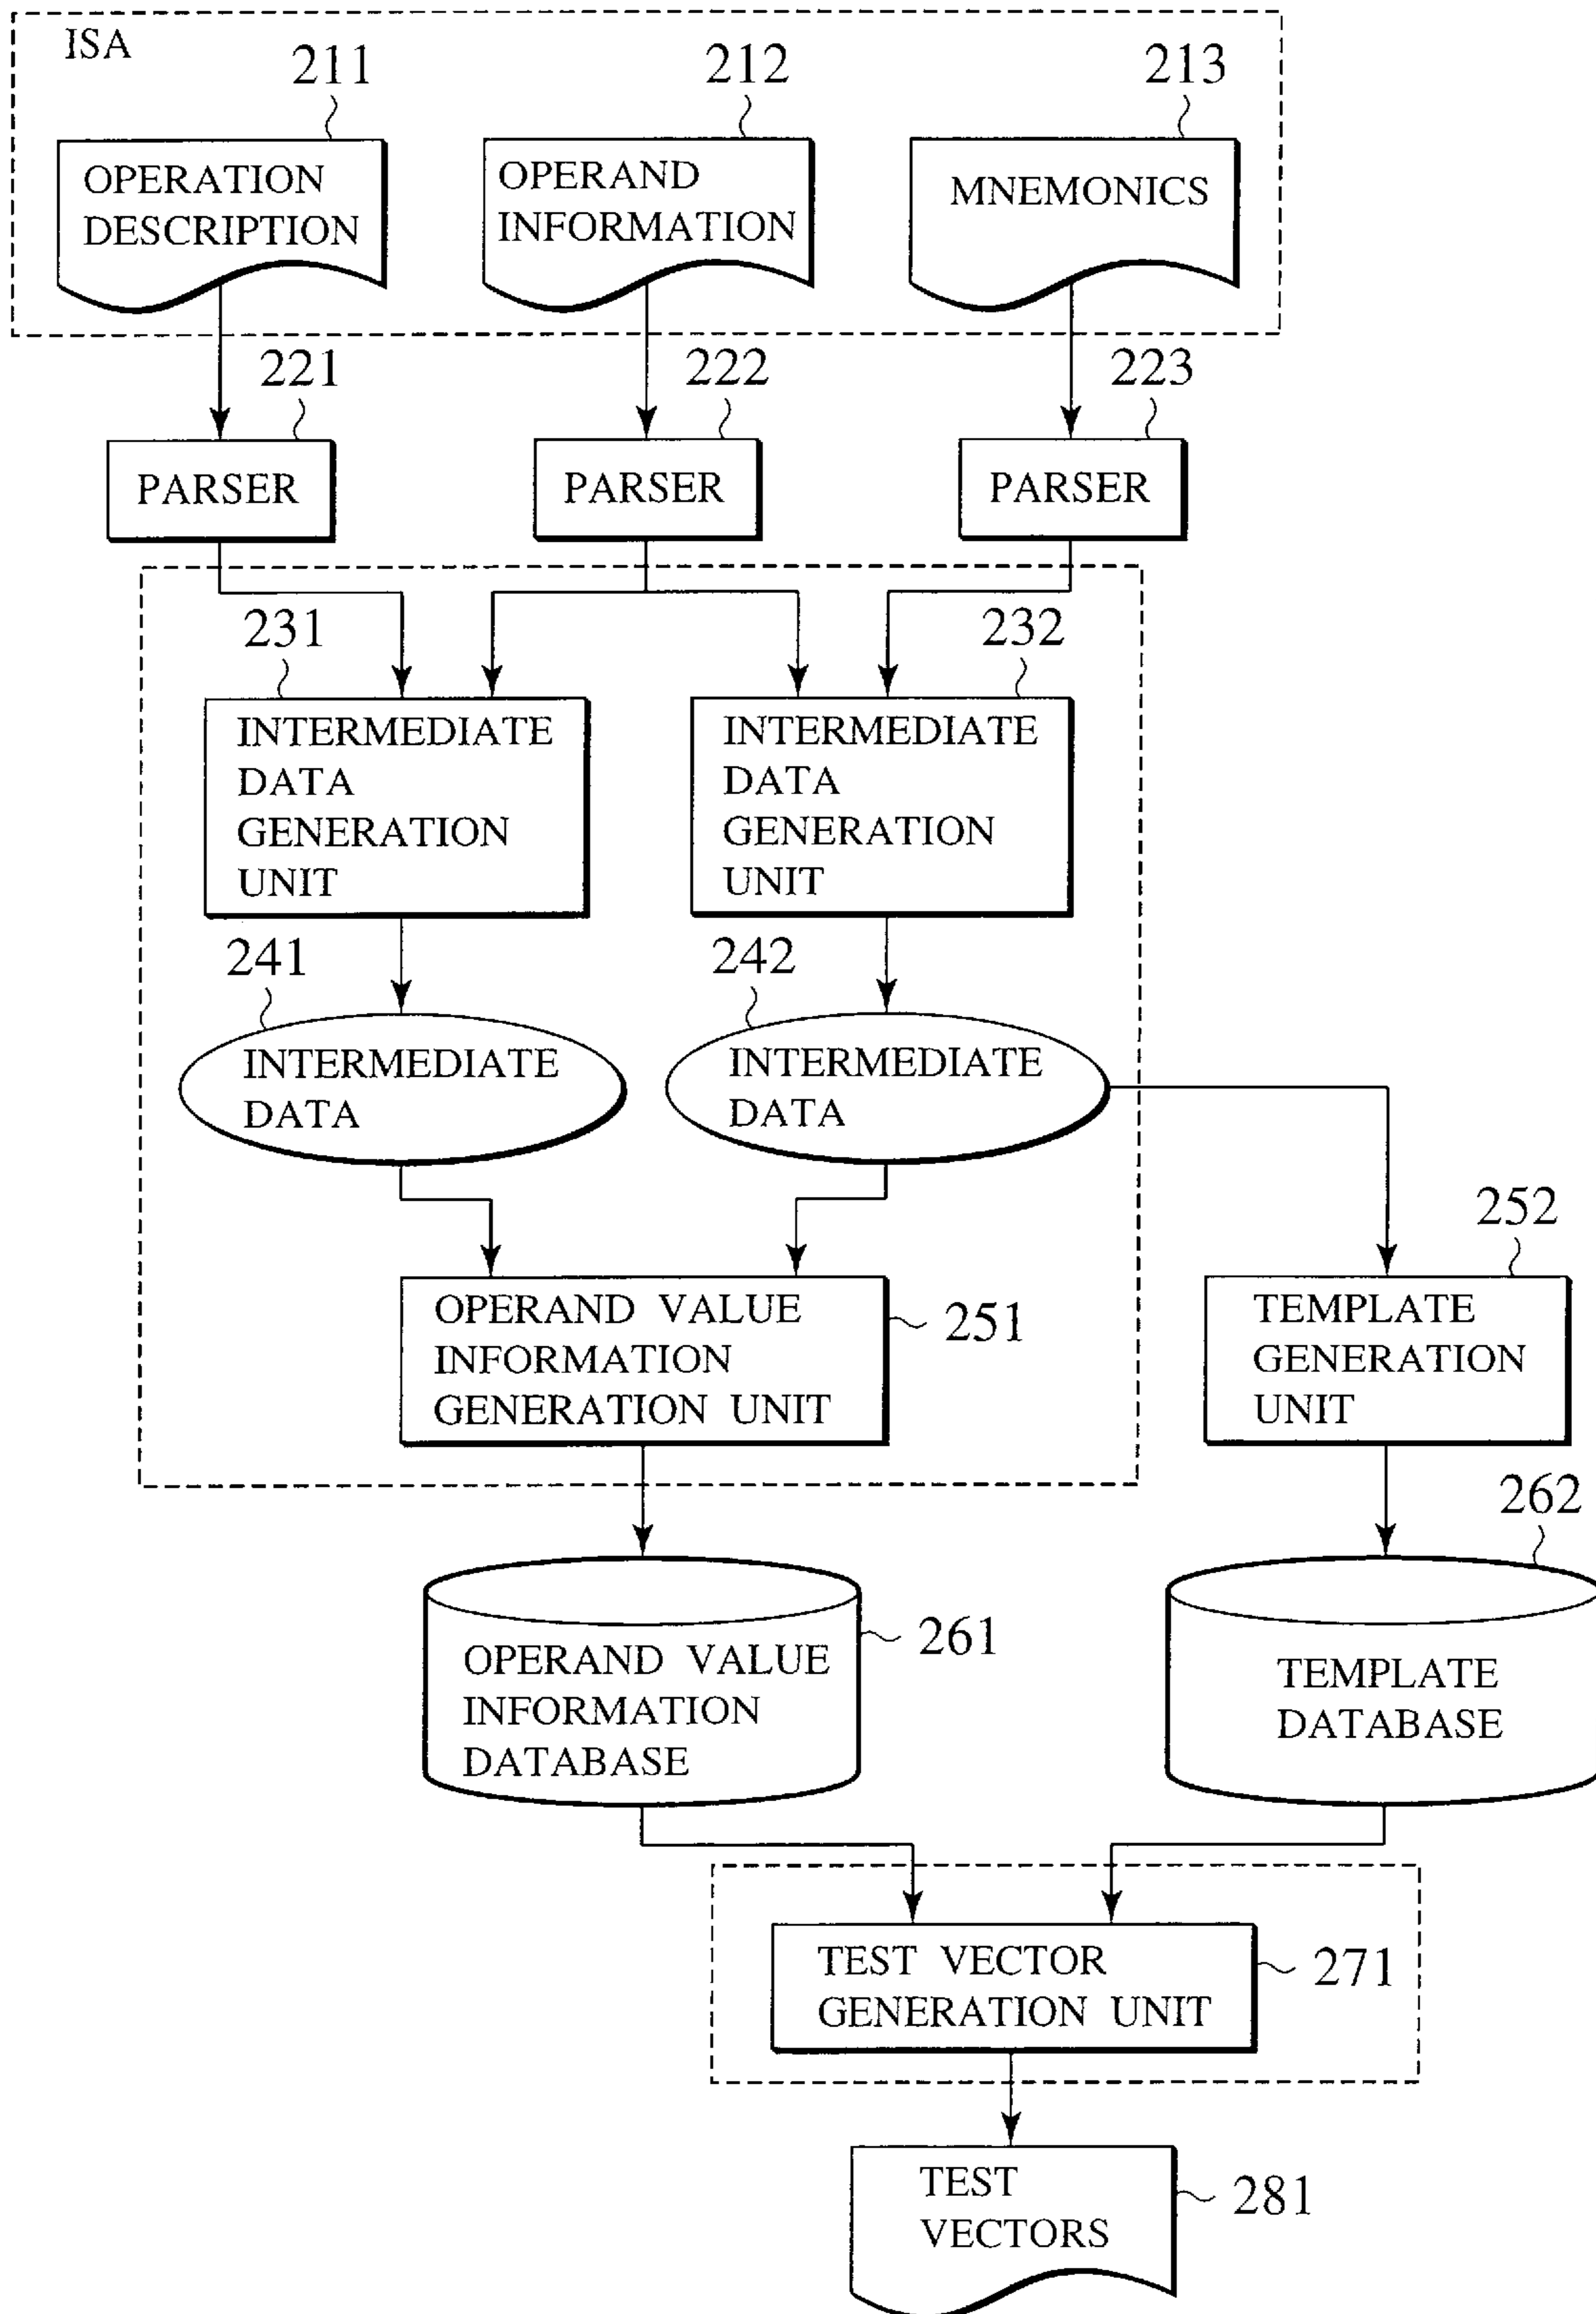 ISA
211
212
213
OPERATION
DESCRIPTION
OPERAND
INFORMATION
MNEMONICS
221
222
223
PARSER
PARSER
PARSER
231
232
INTERMEDIATE
DATA
GENERATION
UNIT
INTERMEDIATE
DATA
GENERATION
UNIT
241
242
INTERMEDIATE
DATA
INTERMEDIATE
DATA
252
OPERAND VALUE
INFORMATION
GENERATION UNIT
251
TEMPLATE
GENERATION
UNIT
262
OPERAND VALUE
INFORMATION
DATABASE
261
TEMPLATE
DATABASE
TEST VECTOR
GENERATION UNIT
271
TEST
VECTORS
281